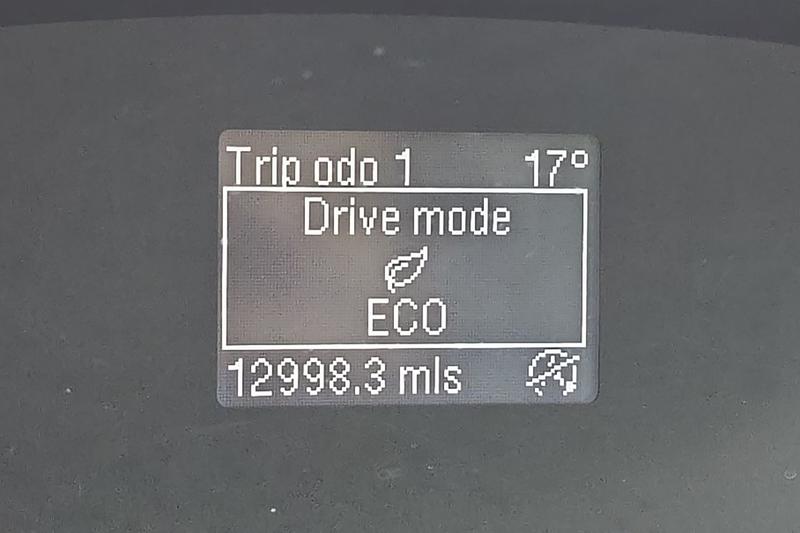 Trip odo 1 17°
Drive mode
ECO
12998.3 mls